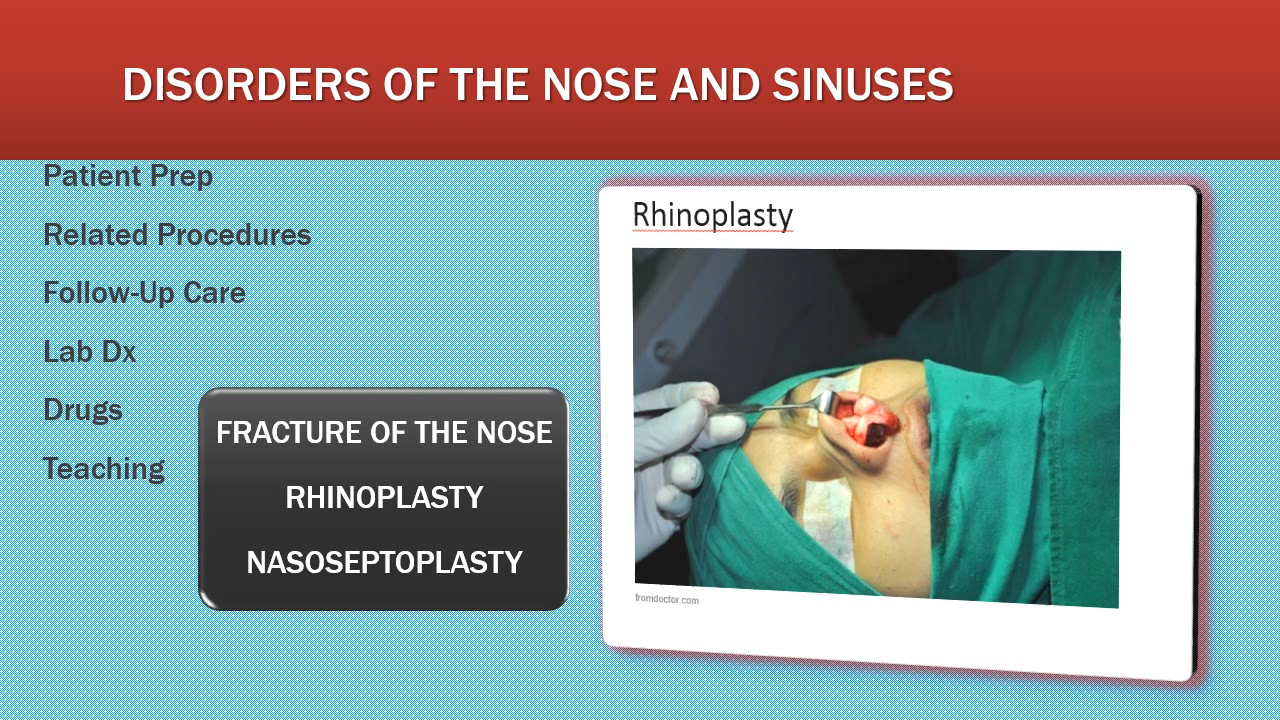 DISORDERS OF THE NOSE AND SINUSES
Patient Prep
Related Procedures
Follow-Up Care
Lab Dx
Drugs
Teaching
FRACTURE OF THE NOSE
RHINOPLASTY
NASOSEPTOPLASTY
Rhinoplasty
fromdoctor.com